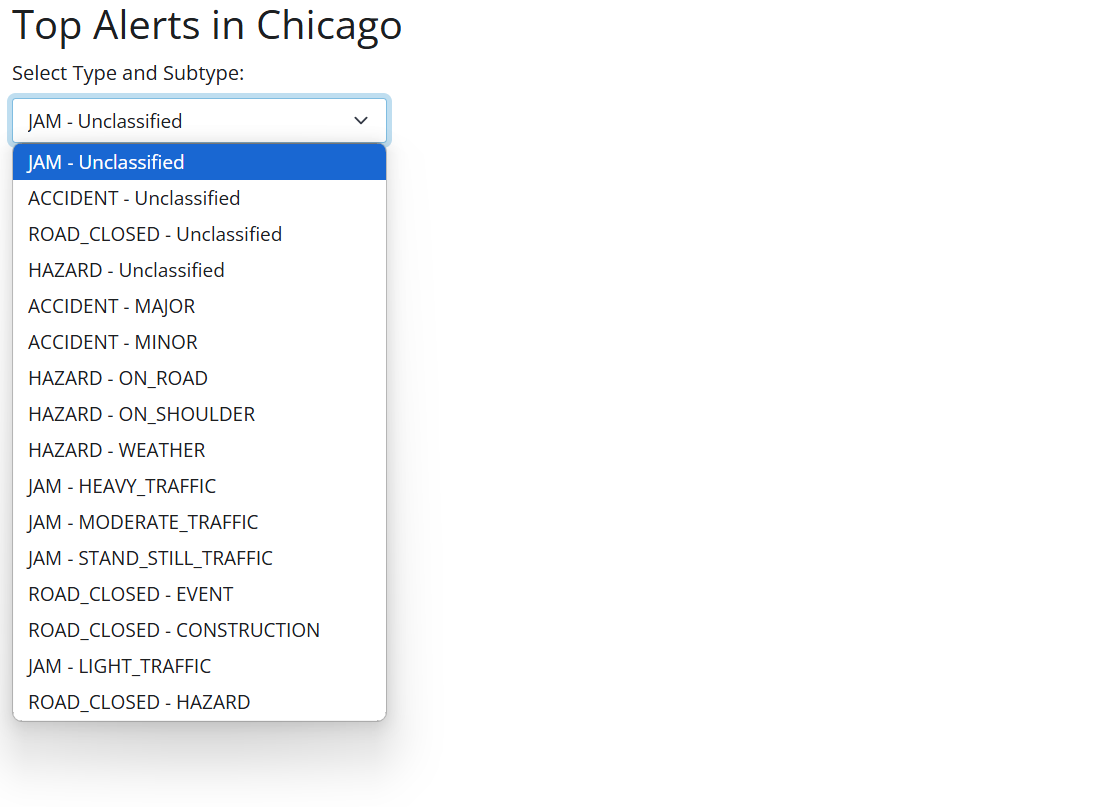 Top Alerts in Chicago
Select Type and Subtype:
JAM - Unclassified
JAM - Unclassified
ACCIDENT - Unclassified
ROAD_CLOSED - Unclassified
HAZARD - Unclassified
ACCIDENT - MAJOR
ACCIDENT - MINOR
HAZARD - ON_ROAD
HAZARD - ON_SHOULDER
HAZARD - WEATHER
JAM - HEAVY_TRAFFIC
JAM - MODERATE_TRAFFIC
JAM - STAND_STILL_TRAFFIC
ROAD_CLOSED - EVENT
ROAD_CLOSED - CONSTRUCTION
JAM - LIGHT_TRAFFIC
ROAD_CLOSED - HAZARD